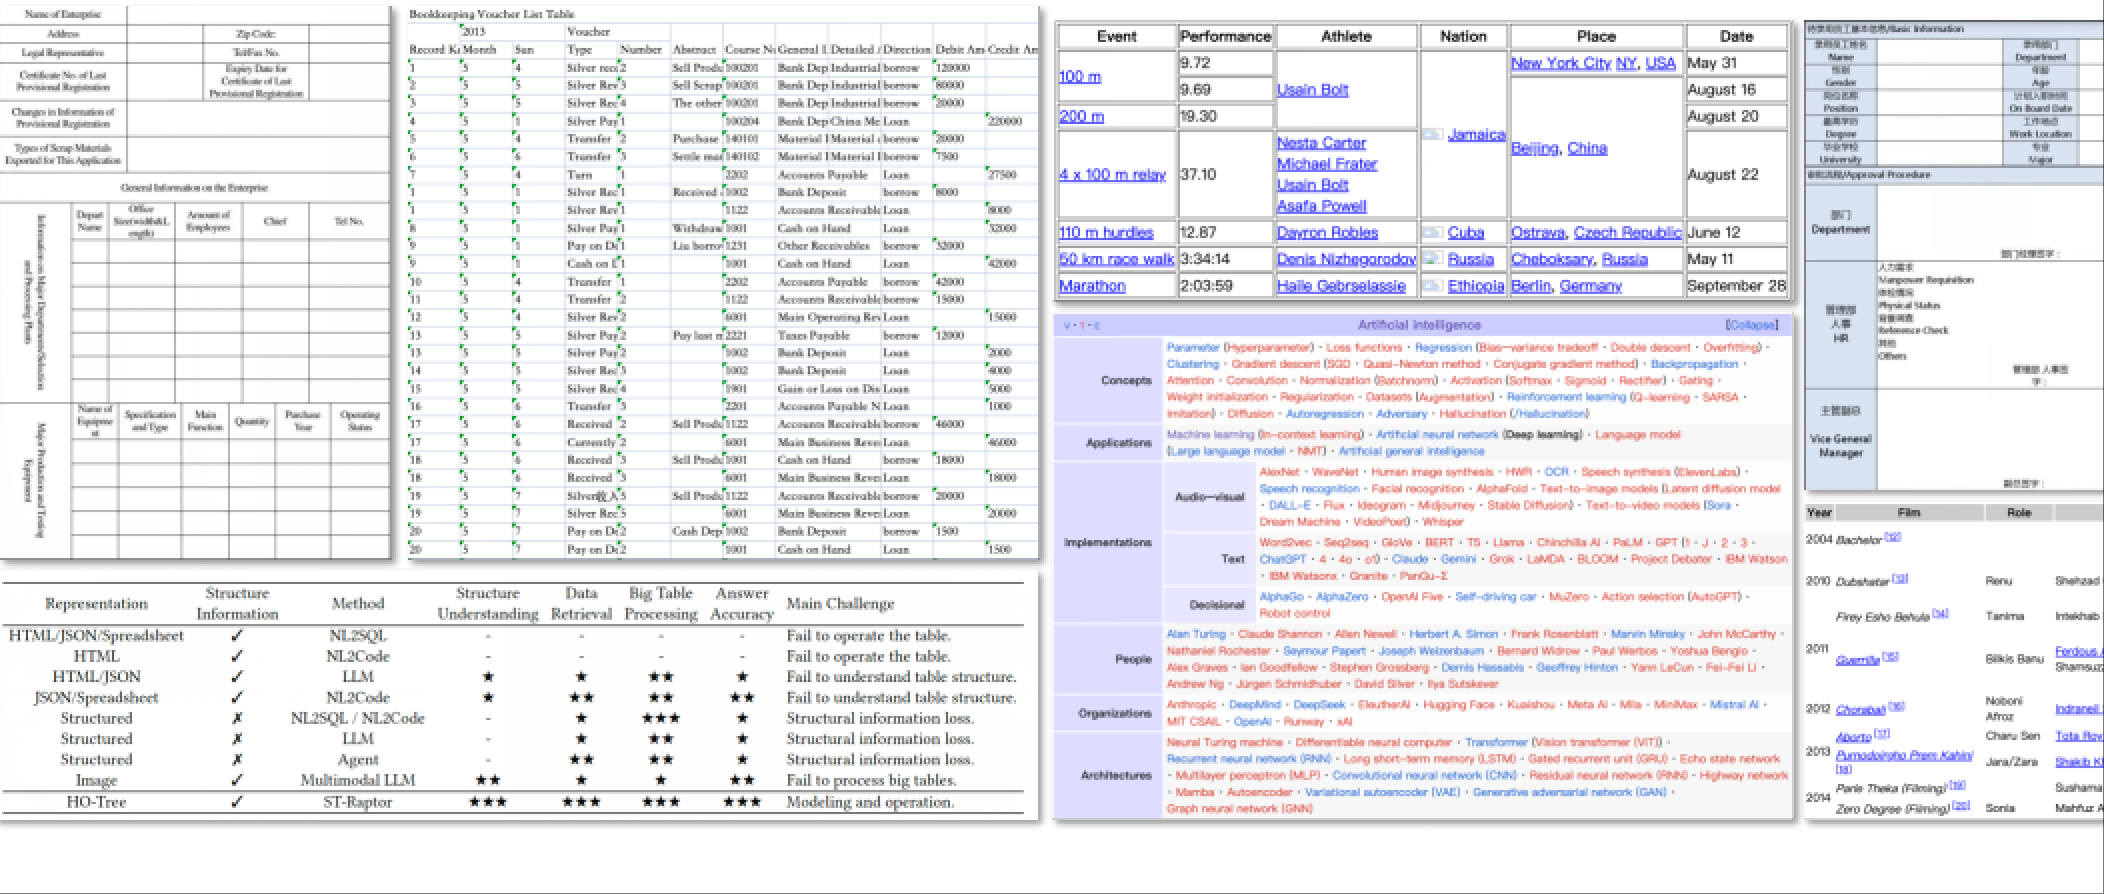 Name of Enterprise
Address Zip Code:
Legal Representative Tel/Fax No.
Certificate No. of Last Provisional Registration Expiry Date for Certificate of Last Provisional Registration
Changes in Information of Provisional Registration
Types of Scrap Materials Exported for This Application
General Information on the Enterprise
Information on Major Departments/Selection and Processing Plants
Depart Name Amount of Employees Chief Tel No.
Major Production and Testing Equipment
Name of Equipme nt Specification and Type Main Function Quantity Purchase Year Operating Status
Bookkeeping Voucher List Table
2013 Voucher
Month Sun Type Number Abstract Direction
1 5 4 2 Sell Produ 100201 Bank Dep Industrial borrow 120000
2 5 5 3 Sell Scrap 100201 Bank Dep Industrial borrow 80000
3 5 5 4 The other 100201 Bank Dep Industrial borrow 20000
4 5 1 Silver Pay 1 100204 Bank Dep China Me Loan 220000
5 5 4 Transfer 2 Purchase 140101 borrow 20000
6 5 6 Transfer 3 Settle mat 140102 borrow 7500
7 5 4 Turn 1 2202 Accounts Payable Loan 27500
1 5 1 Silver Rec 1 Received 1002 Bank Deposit borrow 8000
1 5 1 Silver Rec 1 1122 Accounts Receivable Loan 8000
8 5 1 Silver Pay 1 Withdraw 1001 Cash on Hand Loan 32000
9 5 1 Pay on De 1 Liu borro 1231 Other Receivables borrow 32000
9 5 1 Cash on 1 1001 Cash on Hand Loan 42000
10 5 4 Transfer 1 2202 Accounts Payable borrow 42000
11 5 4 Transfer 2 1122 Accounts Receivable borrow 15000
12 5 4 Silver Rev 2 6001 Main Operating Rev Loan 15000
13 5 5 Silver Pay 2 Pay last m 2221 Taxes Payable borrow 12000
13 5 5 Silver Pay 2 1002 Bank Deposit Loan 2000
14 5 5 Silver Rec 3 1002 Bank Deposit Loan 4000
15 5 5 Silver Rec 4 1901 Gain or Loss on Dis Loan 5000
16 5 6 Transfer 3 2201 Accounts Payable N Loan 1000
17 5 6 Received 2 Sell Produ 1122 Accounts Receivable borrow 46000
17 5 6 Currently 2 6001 Main Business Reve Loan 46000
18 5 6 Received 3 Sell Produ 1001 Cash on Hand borrow 18000
18 5 6 Received 3 6001 Main Business Reve Loan 18000
19 5 7 5 Sell Produ 1122 Accounts Receivable borrow 20000
19 5 7 Silver Rec 5 6001 Main Business Reve Loan 20000
20 5 7 Pay on De 2 Cash Dep 1002 Bank Deposit borrow 1500
20 5 7 Pay on De 2 1001 Cash on Hand Loan 1500
Representation Structure Information Method Structure Understanding Data Retrieval Big Table Processing Answer Accuracy Main Challenge
HTML/JSON/Spreadsheet ✓ NL2SQL - - - - Fail to operate the table.
HTML ✓ NL2Code - - - - Fail to operate the table.
HTML/JSON ✓ LLM ★ ★ ★★ ★ Fail to understand table structure.
JSON/Spreadsheet ✓ NL2Code ★ ★★ ★★ ★★ Fail to understand table structure.
Structured ✗ NL2SQL / NL2Code - ★ ★★★ ★ Structural information loss.
Structured ✗ LLM - ★ ★★ ★ Structural information loss.
Structured ✗ Agent - ★★ ★★ ★ Structural information loss.
Image ✓ Multimodal LLM ★★ ★ ★ ★★ Fail to process big tables.
HO-Tree ✓ ST-Raptor ★★★ ★★★ ★★★ ★★★ Modeling and operation.
Event Performance Athlete Nation Place Date
100 m 9.72 Usain Bolt Jamaica New York City NY, USA May 31
9.69 Beijing, China August 16
200 m 19.30 August 20
4 x 100 m relay 37.10 Nesta Carter August 22
Michael Frater
Usain Bolt
Asafa Powell
110 m hurdles 12.87 Dayron Robles Cuba Ostrava, Czech Republic June 12
50 km race walk 3:34:14 Denis Nizhegorodov Russia Cheboksary, Russia May 11
Marathon 2:03:59 Haile Gebrselassie Ethiopia Berlin, Germany September 28
V · T · E Artificial intelligence [Collapse]
Concepts
Parameter (Hyperparameter) · Loss functions · Regression (Bias—variance tradeoff · Double descent · Overfitting) ·
Clustering · Gradient descent (SGD · Quasi-Newton method · Conjugate gradient method) · Backpropagation ·
Attention · Convolution · Normalization (Batchnorm) · Activation (Softmax · Sigmoid · Rectifier) · Gating ·
Weight initialization · Regularization · Datasets (Augmentation) · Reinforcement learning (Q-learning · SARSA ·
Imitation) · Diffusion · Autoregression · Adversary · Hallucination (/Hallucination)
Applications
Machine learning (In-context learning) · Artificial neural network (Deep learning) · Language model
(Large language model · NMT) · Artificial general intelligence
Implementations
Audio—visual
AlexNet · WaveNet · Human image synthesis · HWR · OCR · Speech synthesis (ElevenLabs) ·
Speech recognition · Facial recognition · AlphaFold · Text-to-image models (Latent diffusion model
· DALL-E · Flux · Ideogram · Midjourney · Stable Diffusion) · Text-to-video models (Sora ·
Dream Machine · VideoPoet) · Whisper
Text
Word2vec · Seq2seq · GloVe · BERT · T5 · Llama · Chinchilla AI · PaLM · GPT (1 · J · 2 · 3 ·
ChatGPT · 4 · 4o · o1) · Claude · Gemini · Grok · LaMDA · BLOOM · Project Debater · IBM Watson
· IBM Watsonx · Granite · PanGu-Σ
Decisional
AlphaGo · AlphaZero · OpenAI Five · Self-driving car · MuZero · Action selection (AutoGPT) ·
Robot control
People
Alan Turing · Claude Shannon · Allen Newell · Herbert A. Simon · Frank Rosenblatt · Marvin Minsky · John McCarthy ·
Nathaniel Rochester · Seymour Papert · Joseph Weizenbaum · Bernard Widrow · Paul Werbos · Yoshua Bengio ·
Alex Graves · Ian Goodfellow · Stephen Grossberg · Demis Hassabis · Geoffrey Hinton · Yann LeCun · Fei-Fei Li ·
Andrew Ng · Jürgen Schmidhuber · David Silver · Ilya Sutskever
Organizations
Anthropic · DeepMind · DeepSeek · EleutherAI · Hugging Face · Kuaishou · Meta AI · Mila · MiniMax · Mistral AI ·
MIT CSAIL · OpenAI · Runway · xAI
Architectures
Neural Turing machine · Differentiable neural computer · Transformer (Vision transformer (ViT)) ·
Recurrent neural network (RNN) · Long short-term memory (LSTM) · Gated recurrent unit (GRU) · Echo state network
· Multilayer perceptron (MLP) · Convolutional neural network (CNN) · Residual neural network (RNN) · Highway network
· Mamba · Autoencoder · Variational autoencoder (VAE) · Generative adversarial network (GAN) ·
Graph neural network (GNN)
待录用员工基本信息/Basic Information
录用员工姓名 Name 录用部门 Department
性别 Gender 年龄 Age
岗位名称 Position On Board Date
最高学历 Degree 工作地点 Work Location
毕业学校 University 专业 Major
审批流程/Approval Procedure
部门
Department
部门经理签字：
管理部
人事
HR
人力需求
Manpower Requisition
体检情况
Physical Status
背景调查
Reference Check
其他
Others
管理部 人事签
字：
主管副总
Vice General
Manager
副总签字：
Year Film Role
2004 Bachelor [12]
2010 Dubshatar [13] Renu Shehzad
2011 Firey Esho Behula [14] Tanima Intekhab
Guerrilla [15] Bilkis Banu Ferdous
2012 Chorabali [16] Noboni Afroz Indraneil
2013 Aborto [17] Charu Sen Tota Roy
Purnodoirgho Prem Kahini [18] Jara/Zara Shakib
2014 Paris Theka (Filming) [19] Sushama
Zero Degree (Filming) [20] Sonia Mahfuz